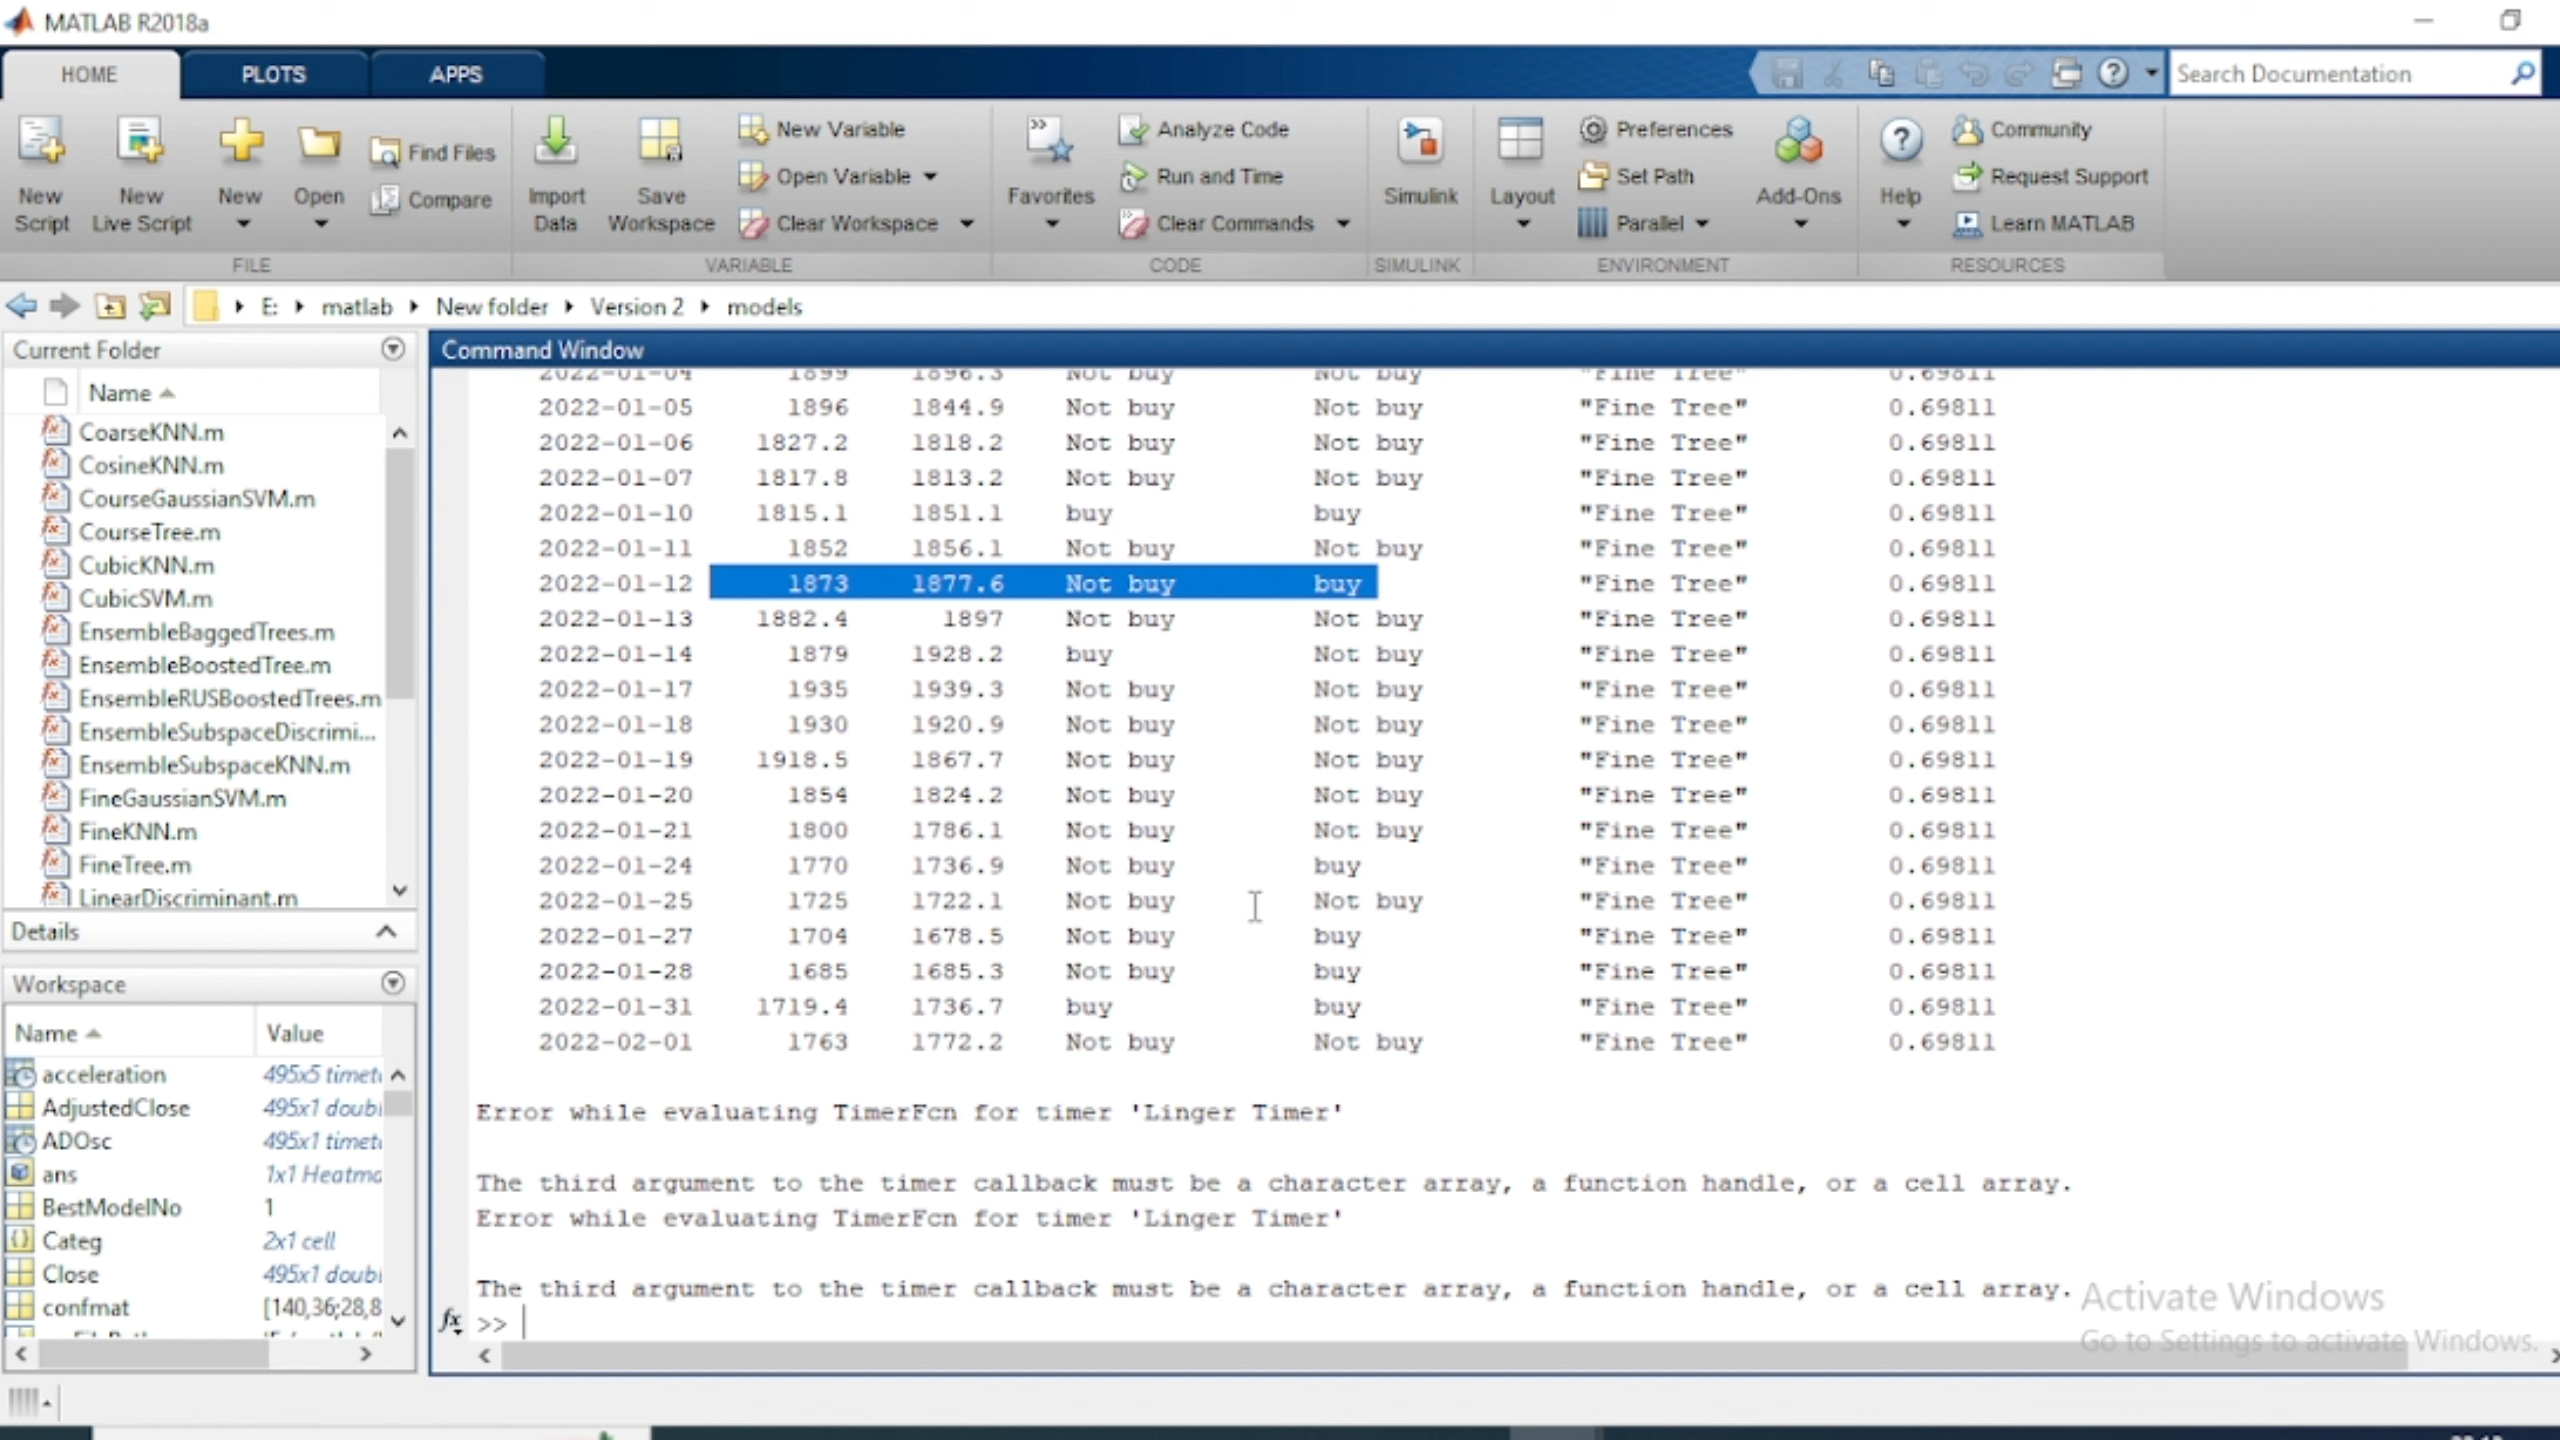 MATLAB R2018a
HOME PLOTS APPS Search Documentation
New Script
New Live Script
New
Open
Find Files
Compare
FILE
Import Data
Save Workspace
New Variable
Open Variable
Clear Workspace
VARIABLE
Favorites
Analyze Code
Run and Time
Clear Commands
CODE
Simulink
SIMULINK
Layout
Preferences
Set Path
Parallel
Add-Ons
ENVIRONMENT
Help
Community
Request Support
Learn MATLAB
RESOURCES
E: matlab New folder Version 2 models
Current Folder
Name
CoarseKNN.m
CosineKNN.m
CourseGaussianSVM.m
CourseTree.m
CubicKNN.m
CubicSVM.m
EnsembleBaggedTrees.m
EnsembleBoostedTree.m
EnsembleRUSBoostedTrees.m
EnsembleSubspaceDiscrimi...
EnsembleSubspaceKNN.m
FineGaussianSVM.m
FineKNN.m
FineTree.m
LinearDiscriminant.m
Details
Workspace
Name Value
acceleration 495x5 timet
AdjustedClose 495x1 doubl
ADOsc 495x1 timet
ans 1x1 Heatma
BestModelNo 1
Categ 2x1 cell
Close 495x1 doubl
confmat [140,36;28,8
Command Window
2022-01-04 1899 1896.3 Not buy Not buy "Fine Tree" 0.69811
2022-01-05 1896 1844.9 Not buy Not buy "Fine Tree" 0.69811
2022-01-06 1827.2 1818.2 Not buy Not buy "Fine Tree" 0.69811
2022-01-07 1817.8 1813.2 Not buy Not buy "Fine Tree" 0.69811
2022-01-10 1815.1 1851.1 buy buy "Fine Tree" 0.69811
2022-01-11 1852 1856.1 Not buy Not buy "Fine Tree" 0.69811
2022-01-12 1873 1877.6 Not buy buy "Fine Tree" 0.69811
2022-01-13 1882.4 1897 Not buy Not buy "Fine Tree" 0.69811
2022-01-14 1879 1928.2 buy Not buy "Fine Tree" 0.69811
2022-01-17 1935 1939.3 Not buy Not buy "Fine Tree" 0.69811
2022-01-18 1930 1920.9 Not buy Not buy "Fine Tree" 0.69811
2022-01-19 1918.5 1867.7 Not buy Not buy "Fine Tree" 0.69811
2022-01-20 1854 1824.2 Not buy Not buy "Fine Tree" 0.69811
2022-01-21 1800 1786.1 Not buy Not buy "Fine Tree" 0.69811
2022-01-24 1770 1736.9 Not buy buy "Fine Tree" 0.69811
2022-01-25 1725 1722.1 Not buy Not buy "Fine Tree" 0.69811
2022-01-27 1704 1678.5 Not buy buy "Fine Tree" 0.69811
2022-01-28 1685 1685.3 Not buy buy "Fine Tree" 0.69811
2022-01-31 1719.4 1736.7 buy buy "Fine Tree" 0.69811
2022-02-01 1763 1772.2 Not buy Not buy "Fine Tree" 0.69811
Error while evaluating TimerFcn for timer 'Linger Timer'
The third argument to the timer callback must be a character array, a function handle, or a cell array.
Error while evaluating TimerFcn for timer 'Linger Timer'
The third argument to the timer callback must be a character array, a function handle, or a cell array.
fx >>
Activate Windows
Go to Settings to activate Windows.